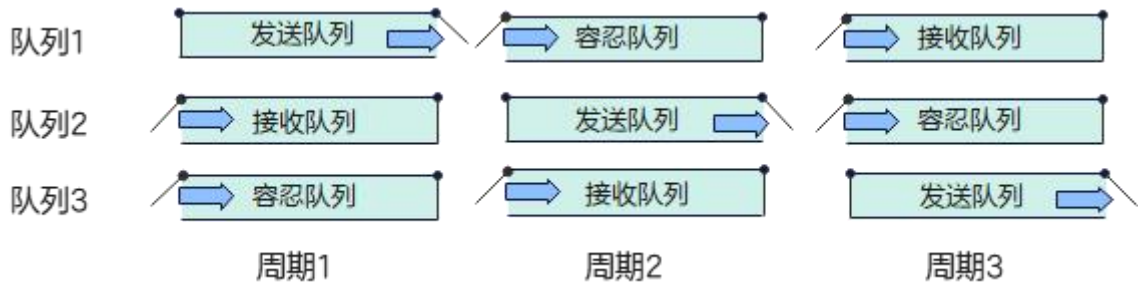 队列1 发送队列 容忍队列 接收队列
队列2 接收队列 发送队列 容忍队列
队列3 容忍队列 接收队列 发送队列
周期1 周期2 周期3